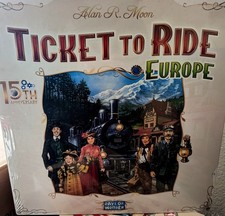 Alan R. Moon
TICKET TO RIDE
EUROPE
15TH
ANNIVERSARY
DAYS OF
WONDER